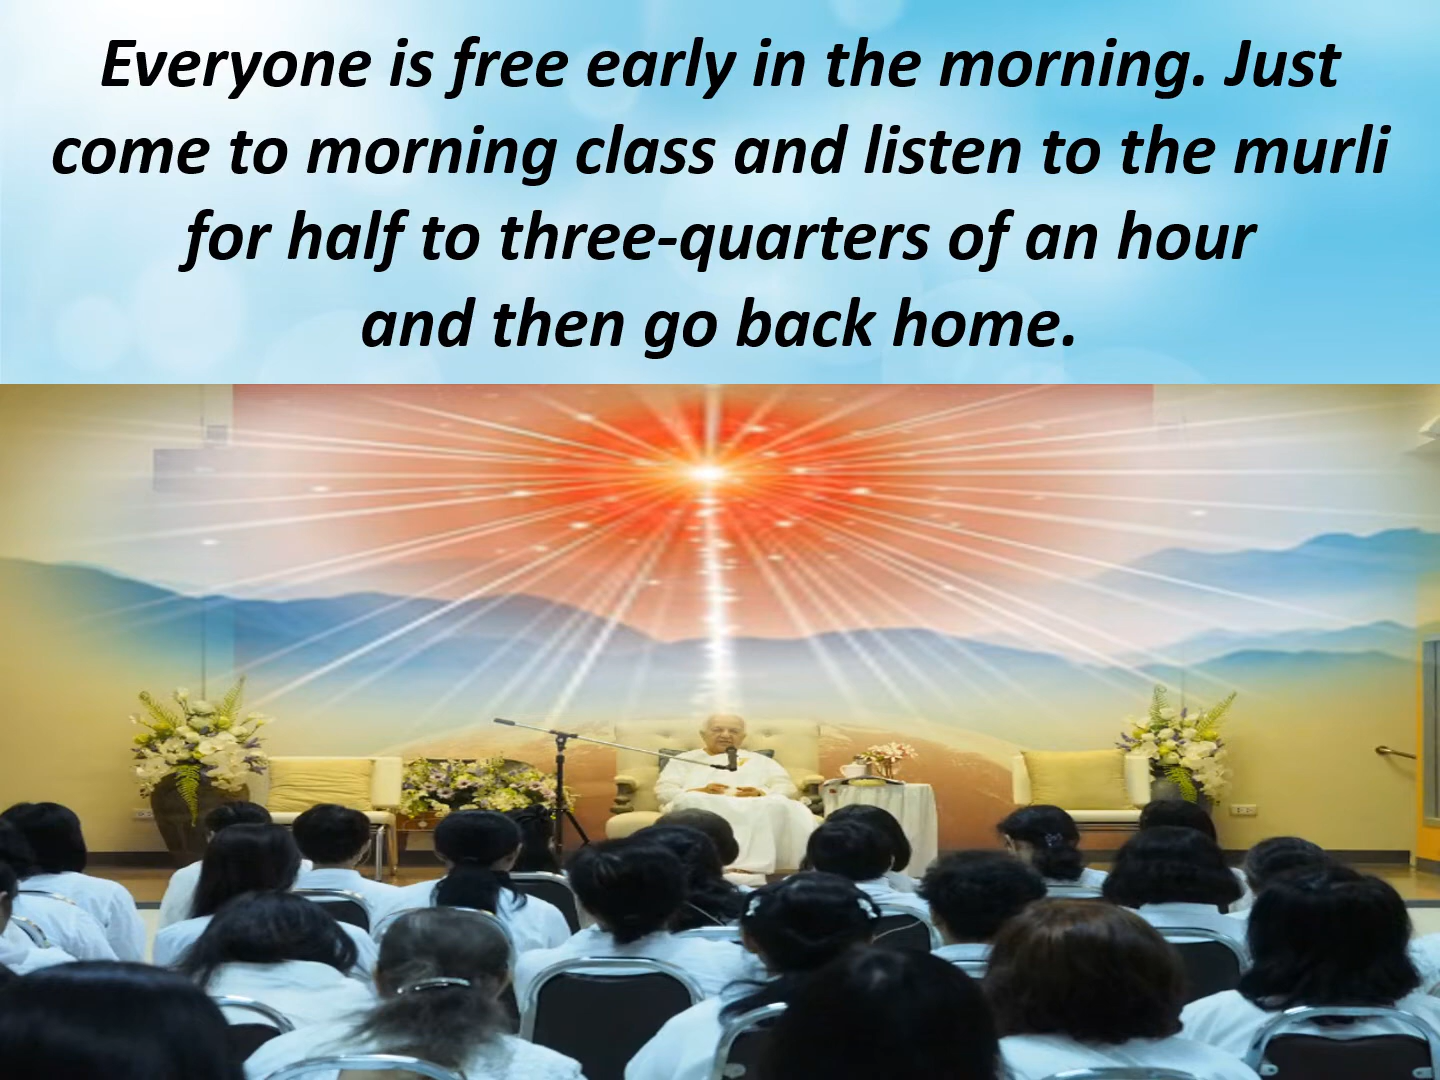 Everyone is free early in the morning. Just
come to morning class and listen to the murli
for half to three-quarters of an hour
and then go back home.